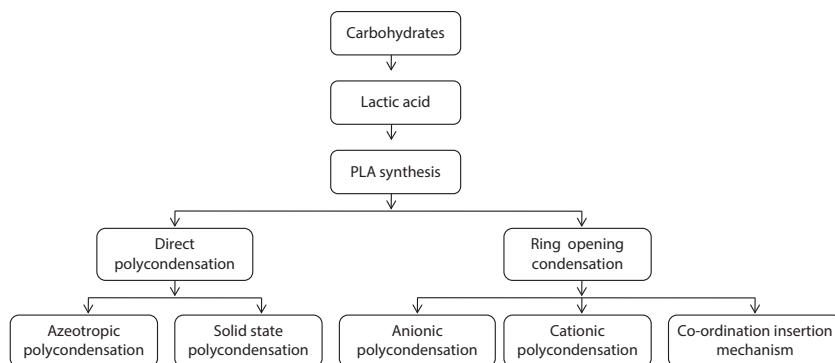 Carbohydrates
Lactic acid
PLA synthesis
Direct
polycondensation
Ring opening
condensation
Azeotropic
polycondensation
Solid state
polycondensation
Anionic
polycondensation
Cationic
polycondensation
Co-ordination insertion
mechanism